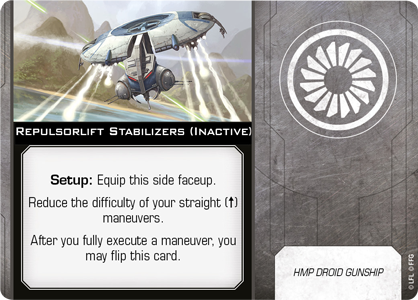 Repulsorlift Stabilizers (Inactive)
Setup: Equip this side faceup.
Reduce the difficulty of your straight (↑)
maneuvers.
After you fully execute a maneuver, you
may flip this card.
HMP DROID GUNSHIP
©LFL ©FFG